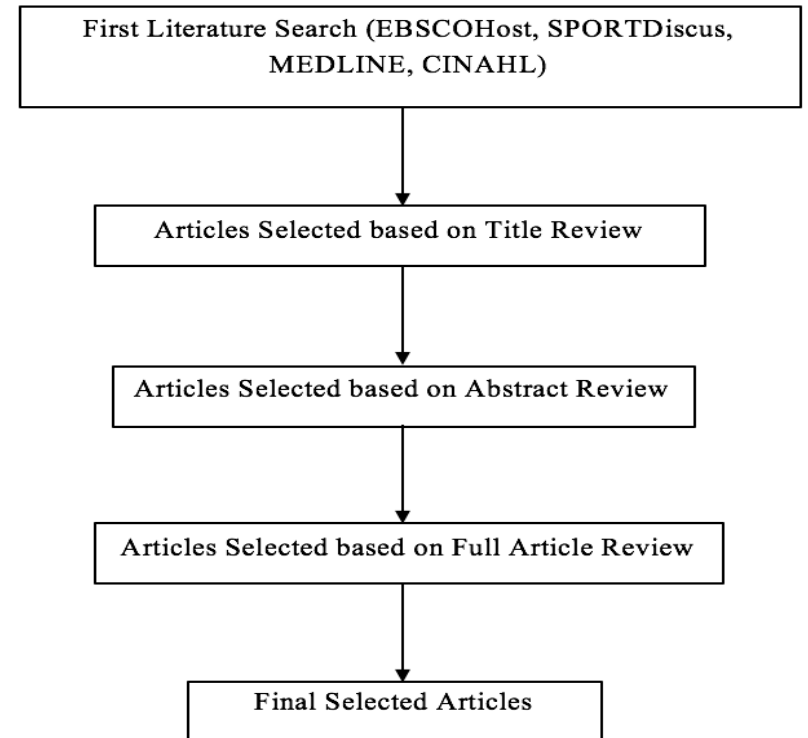 First Literature Search (EBSCOHost, SPORTDiscus,
MEDLINE, CINAHL)
Articles Selected based on Title Review
Articles Selected based on Abstract Review
Articles Selected based on Full Article Review
Final Selected Articles